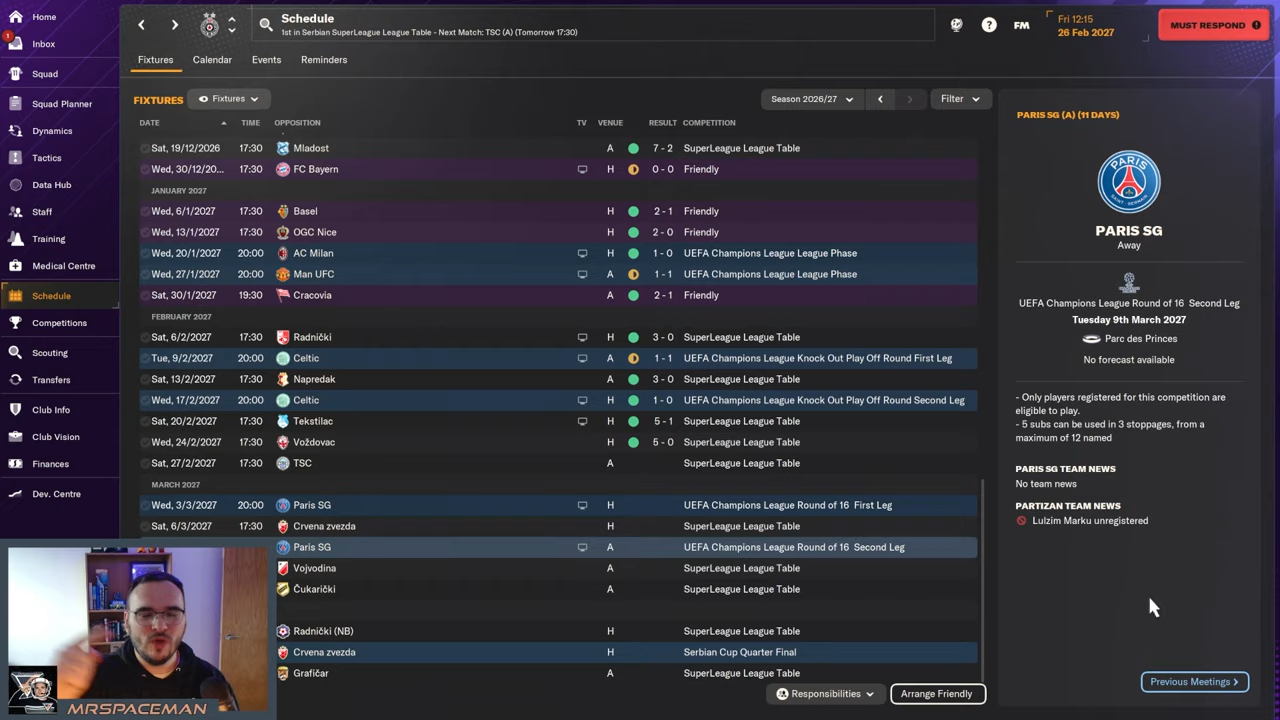 Home
1
Inbox
Squad
Squad Planner
Dynamics
Tactics
Data Hub
Staff
Training
Medical Centre
Schedule
Competitions
Scouting
Transfers
Club Info
Club Vision
Finances
Dev. Centre
Schedule
1st in Serbian SuperLeague League Table - Next Match: TSC (A) (Tomorrow 17:30)
?
FM
Fri 12:15
26 Feb 2027
MUST RESPOND
Fixtures Calendar Events Reminders
FIXTURES Fixtures Season 2026/27 Filter
DATE TIME OPPOSITION TV VENUE RESULT COMPETITION
Sat, 19/12/2026 17:30 Mladost A 7 - 2 SuperLeague League Table
Wed, 30/12/20... 17:30 FC Bayern H 0 - 0 Friendly
JANUARY 2027
Wed, 6/1/2027 17:30 Basel H 2 - 1 Friendly
Wed, 13/1/2027 17:30 OGC Nice H 2 - 0 Friendly
Wed, 20/1/2027 20:00 AC Milan H 1 - 0 UEFA Champions League League Phase
Wed, 27/1/2027 20:00 Man UFC A 1 - 1 UEFA Champions League League Phase
Sat, 30/1/2027 19:30 Cracovia A 2 - 1 Friendly
FEBRUARY 2027
Sat, 6/2/2027 17:30 Radnički H 3 - 0 SuperLeague League Table
Tue, 9/2/2027 20:00 Celtic A 1 - 1 UEFA Champions League Knock Out Play Off Round First Leg
Sat, 13/2/2027 17:30 Napredak A 3 - 0 SuperLeague League Table
Wed, 17/2/2027 20:00 Celtic H 1 - 0 UEFA Champions League Knock Out Play Off Round Second Leg
Sat, 20/2/2027 17:30 Tekstilac H 5 - 1 SuperLeague League Table
Wed, 24/2/2027 17:30 Voždovac H 5 - 0 SuperLeague League Table
Sat, 27/2/2027 17:30 TSC A SuperLeague League Table
MARCH 2027
Wed, 3/3/2027 20:00 Paris SG H UEFA Champions League Round of 16 First Leg
Sat, 6/3/2027 17:30 Crvena zvezda H SuperLeague League Table
Paris SG A UEFA Champions League Round of 16 Second Leg
Vojvodina A SuperLeague League Table
Čukarički A SuperLeague League Table
Radnički (NB) H SuperLeague League Table
Crvena zvezda H Serbian Cup Quarter Final
Grafičar A SuperLeague League Table
Responsibilities Arrange Friendly
PARIS SG (A) (11 DAYS)
PARIS
SAINT-GERMAIN
PARIS SG
Away
UEFA Champions League Round of 16 Second Leg
Tuesday 9th March 2027
Parc des Princes
No forecast available
- Only players registered for this competition are
eligible to play.
- 5 subs can be used in 3 stoppages, from a
maximum of 12 named
PARIS SG TEAM NEWS
No team news
PARTIZAN TEAM NEWS
Lulzim Marku unregistered
Previous Meetings
MRSPACEMAN